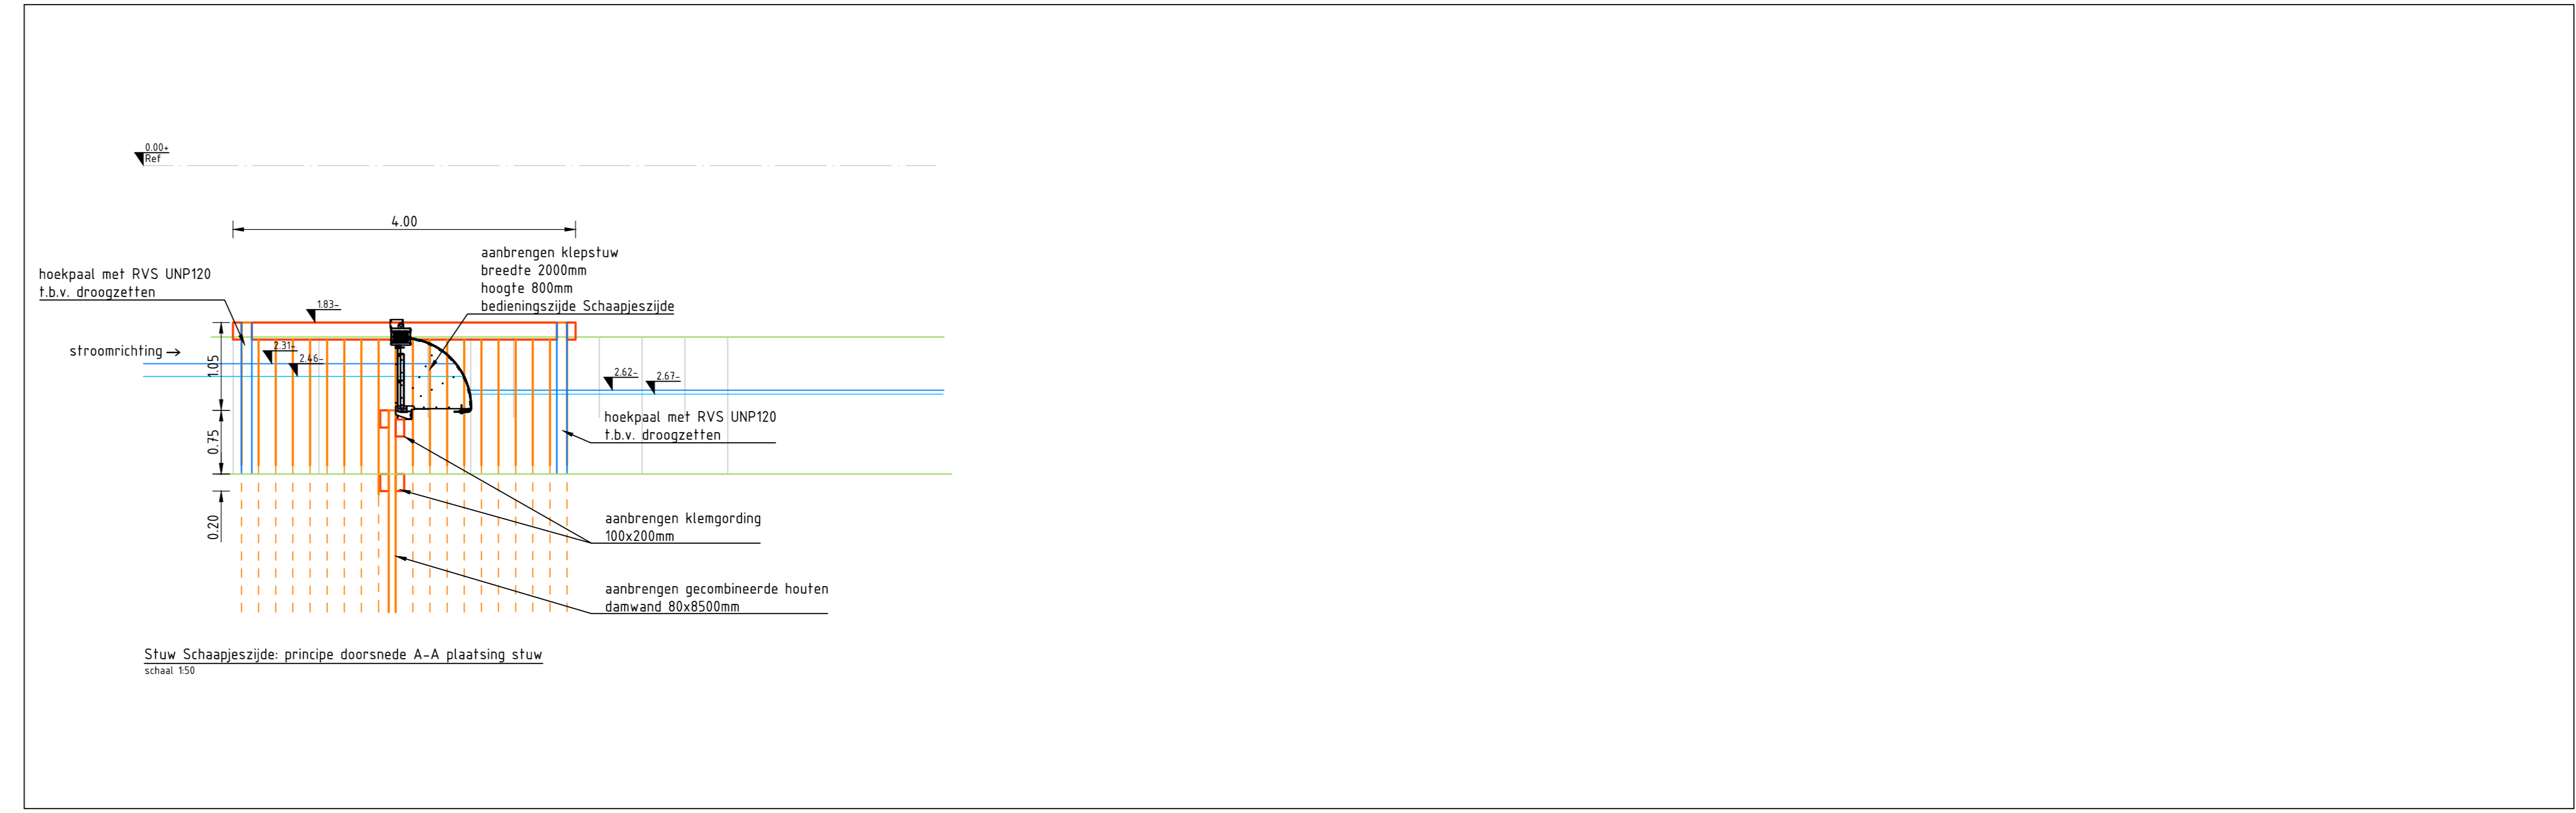 0.00+
Ref
4.00
aanbrengen klepstuw
breedte 2000mm
hoogte 800mm
bedieningszijde Schaapjeszijde
hoekpaal met RVS UNP120
t.b.v. droogzetten
1.83-
stroomrichting
2.31-
2.46-
1.05
2.62-
2.67-
hoekpaal met RVS UNP120
t.b.v. droogzetten
0.75
aanbrengen klemgording
100x200mm
0.20
aanbrengen gecombineerde houten
damwand 80x8500mm
Stuw Schaapjeszijde: principe doorsnede A-A plaatsing stuw
schaal 1:50